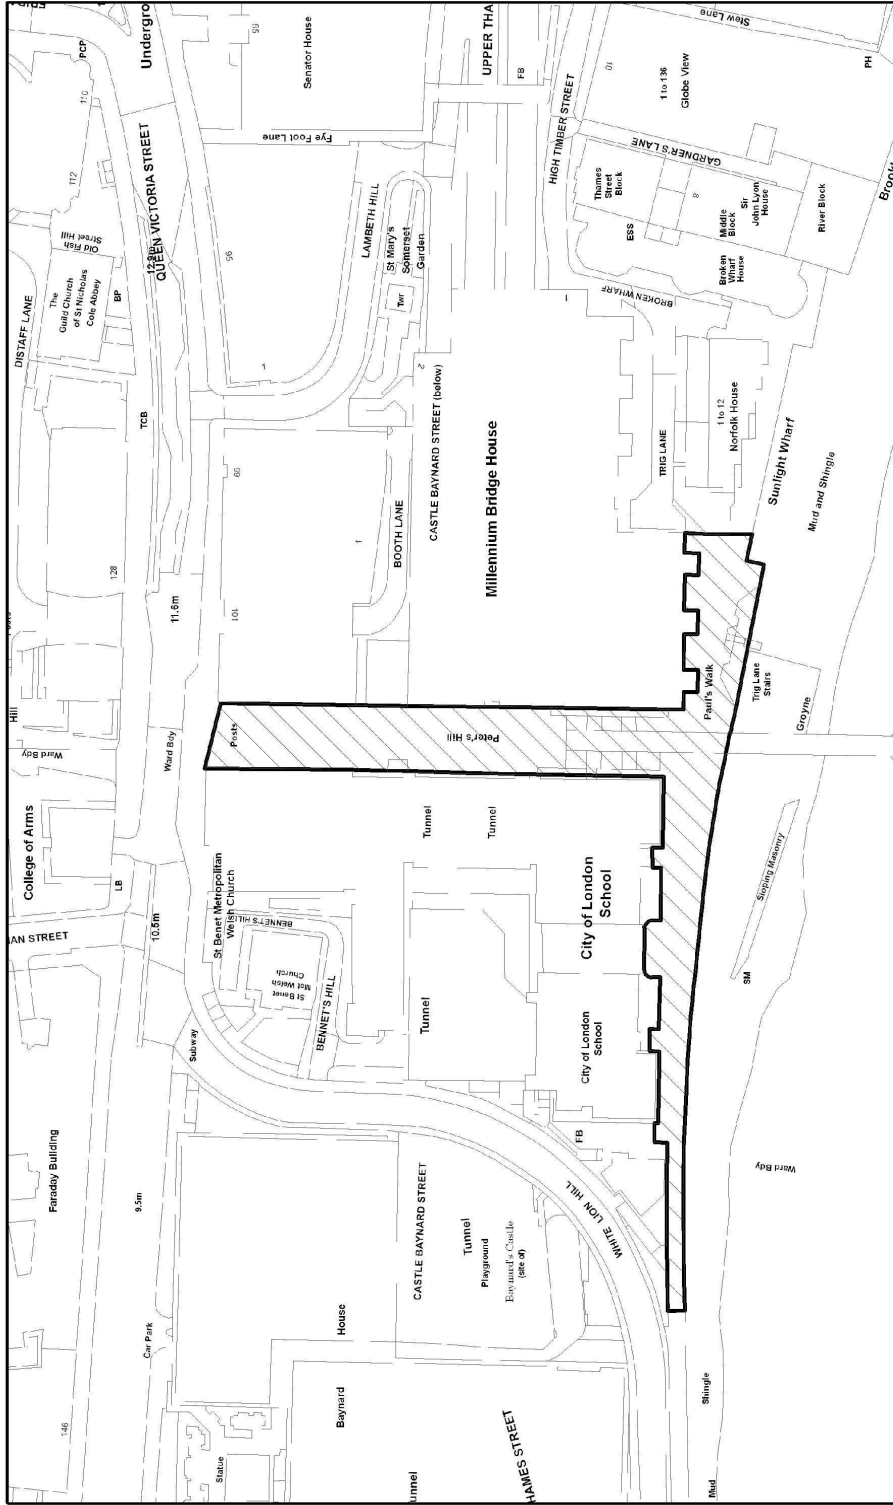 146
Faraday Building
IAN STREET
College of Arms
Hill
DISTAFF LANE
The
Guild Church
of St Nicholas
Cole Abbey
Old Fish
Street Hill
112
110
PCP
Ward Bdy
LB
128
BP
TCB
12.9m
QUEEN VICTORIA STREET
Undergro
Car Park
9.5m
10.5m
Ward Bdy
11.6m
Statue
Subway
St Benet Metropolitan
Welsh Church
BENNET'S HILL
St Benet
Met Welsh
Church
BENNET'S HILL
Posts
101
99
95
1
65
Senator House
Fye Foot Lane
LAMBETH HILL
St Mary's
Somerset
Garden
Twr
2
1
BOOTH LANE
CASTLE BAYNARD STREET (below)
Baynard
House
unnel
CASTLE BAYNARD STREET
Tunnel
Tunnel
Tunnel
Tunnel
Peter's Hill
Millennium Bridge House
UPPER THA
FB
HAMES STREET
Playground
Baynard's Castle
(site of)
WHITE LION HILL
FB
City of London
School
City of London
School
HIGH TIMBER STREET
1
BROKEN WHARF
TRIG LANE
1 to 12
Norfolk House
Thames
Street
Block
ESS
10
1 to 136
Globe View
GARDNER'S LANE
8
Middle
Block
Sir
John Lyon
House
Broken
Wharf
House
River Block
Stew Lane
PH
Brook
Paul's Walk
Trig Lane
Stairs
Groyne
Sunlight Wharf
Mud and Shingle
Sloping Masonry
SM
Ward Bdy
Shingle
Mud